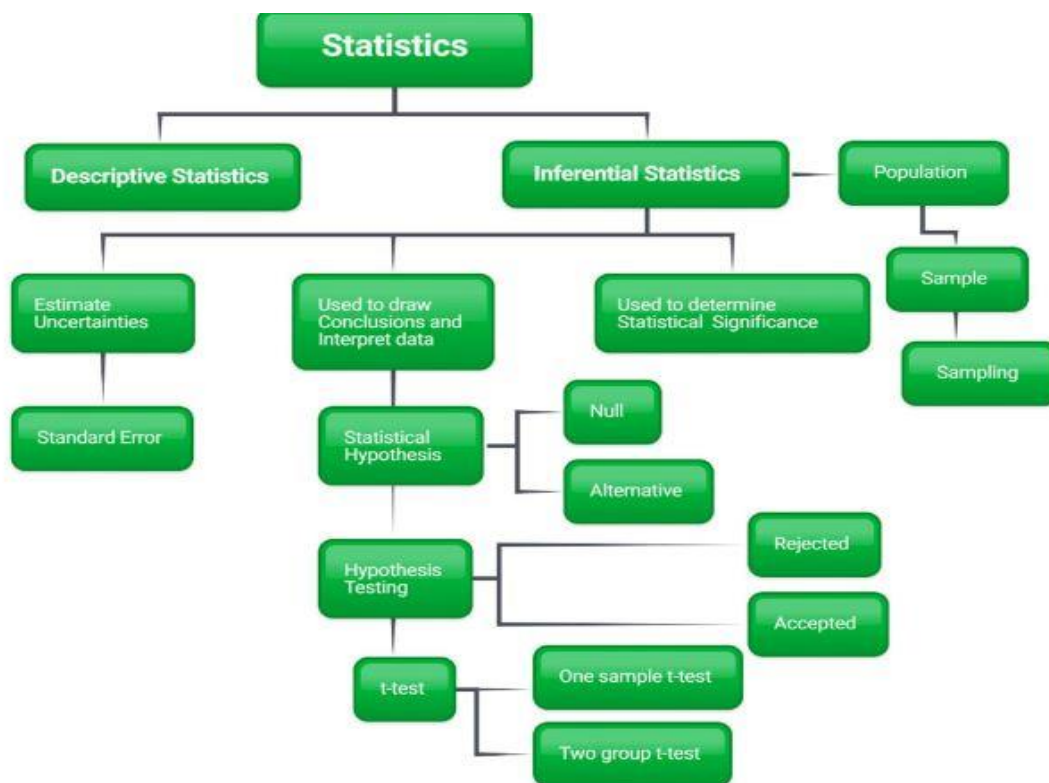 Statistics
Descriptive Statistics
Inferential Statistics
Population
Estimate
Uncertainties
Used to draw
Conclusions and
Interpret data
Used to determine
Statistical Significance
Sample
Sampling
Standard Error
Statistical
Hypothesis
Null
Alternative
Hypothesis
Testing
Rejected
Accepted
t-test
One sample t-test
Two group t-test